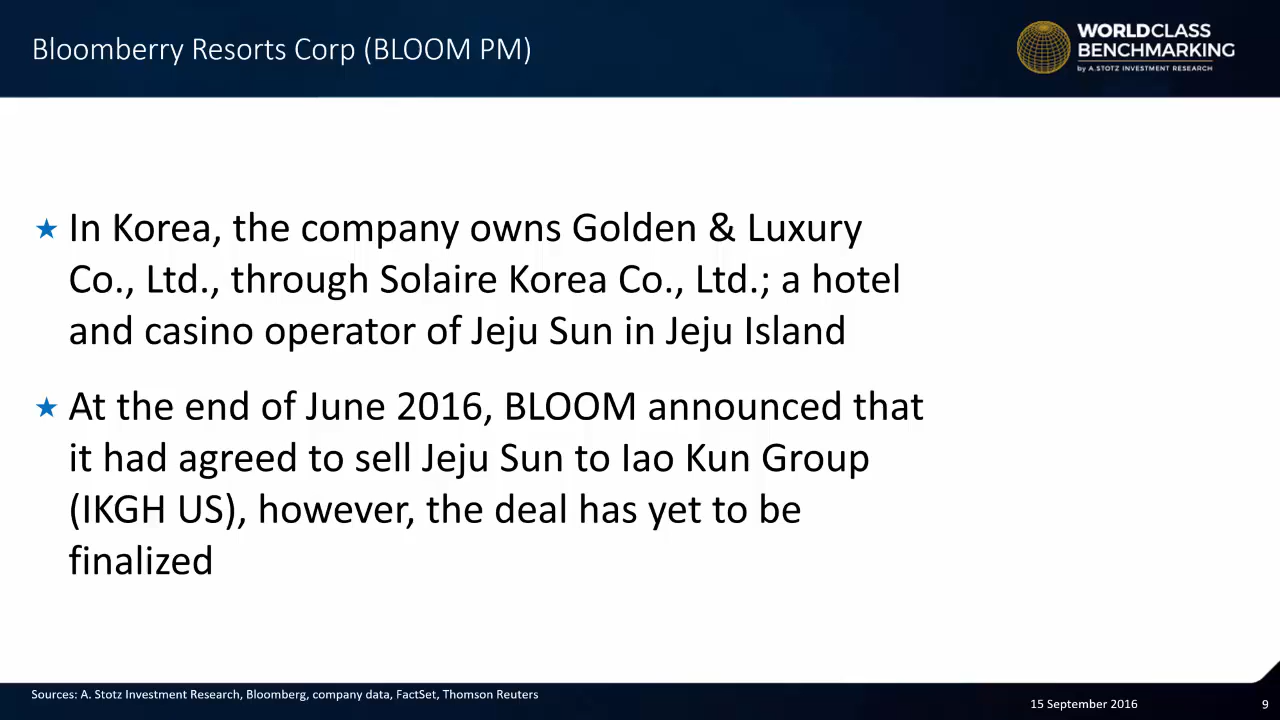 Bloomberry Resorts Corp (BLOOM PM)
WORLDCLASS
BENCHMARKING
by A.STOTZ INVESTMENT RESEARCH
In Korea, the company owns Golden & Luxury
Co., Ltd., through Solaire Korea Co., Ltd.; a hotel
and casino operator of Jeju Sun in Jeju Island
At the end of June 2016, BLOOM announced that
it had agreed to sell Jeju Sun to Iao Kun Group
(IKGH US), however, the deal has yet to be
finalized
Sources: A. Stotz Investment Research, Bloomberg, company data, FactSet, Thomson Reuters
15 September 2016
9